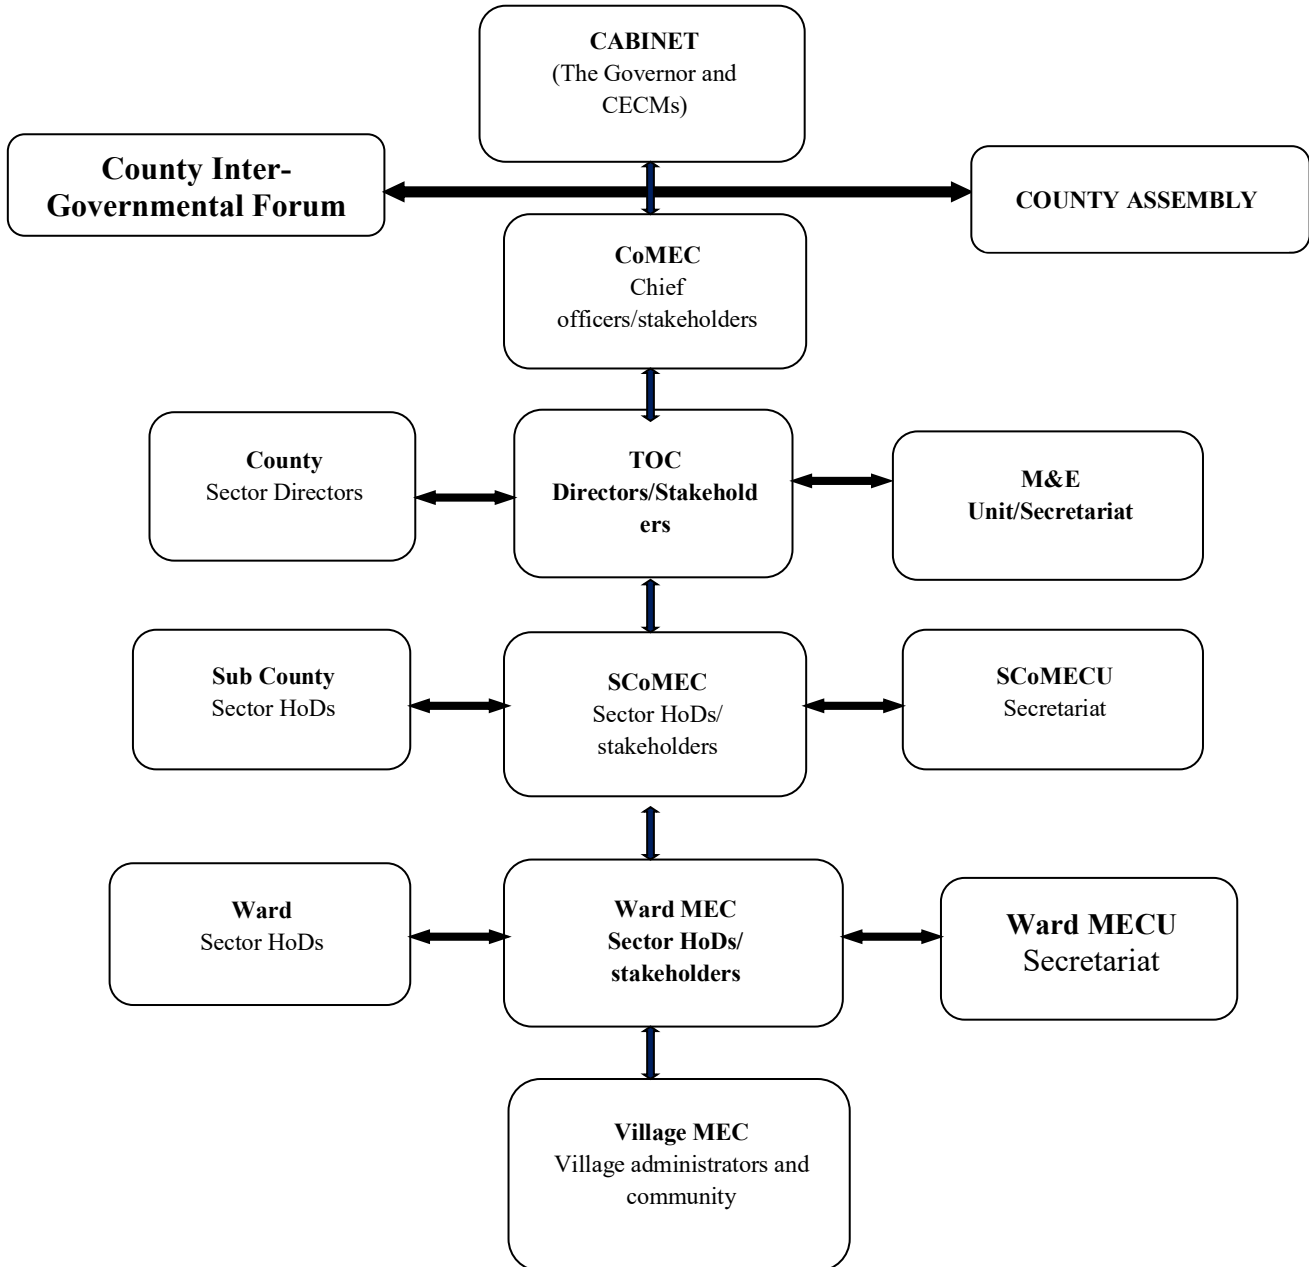 CABINET
(The Governor and
CECMs)
County Inter-
Governmental Forum
COUNTY ASSEMBLY
CoMEC
Chief
officers/stakeholders
County
Sector Directors
TOC
Directors/Stakehold
ers
M&E
Unit/Secretariat
Sub County
Sector HoDs
SCoMEC
Sector HoDs/
stakeholders
SCoMECU
Secretariat
Ward
Sector HoDs
Ward MEC
Sector HoDs/
stakeholders
Ward MECU
Secretariat
Village MEC
Village administrators and
community